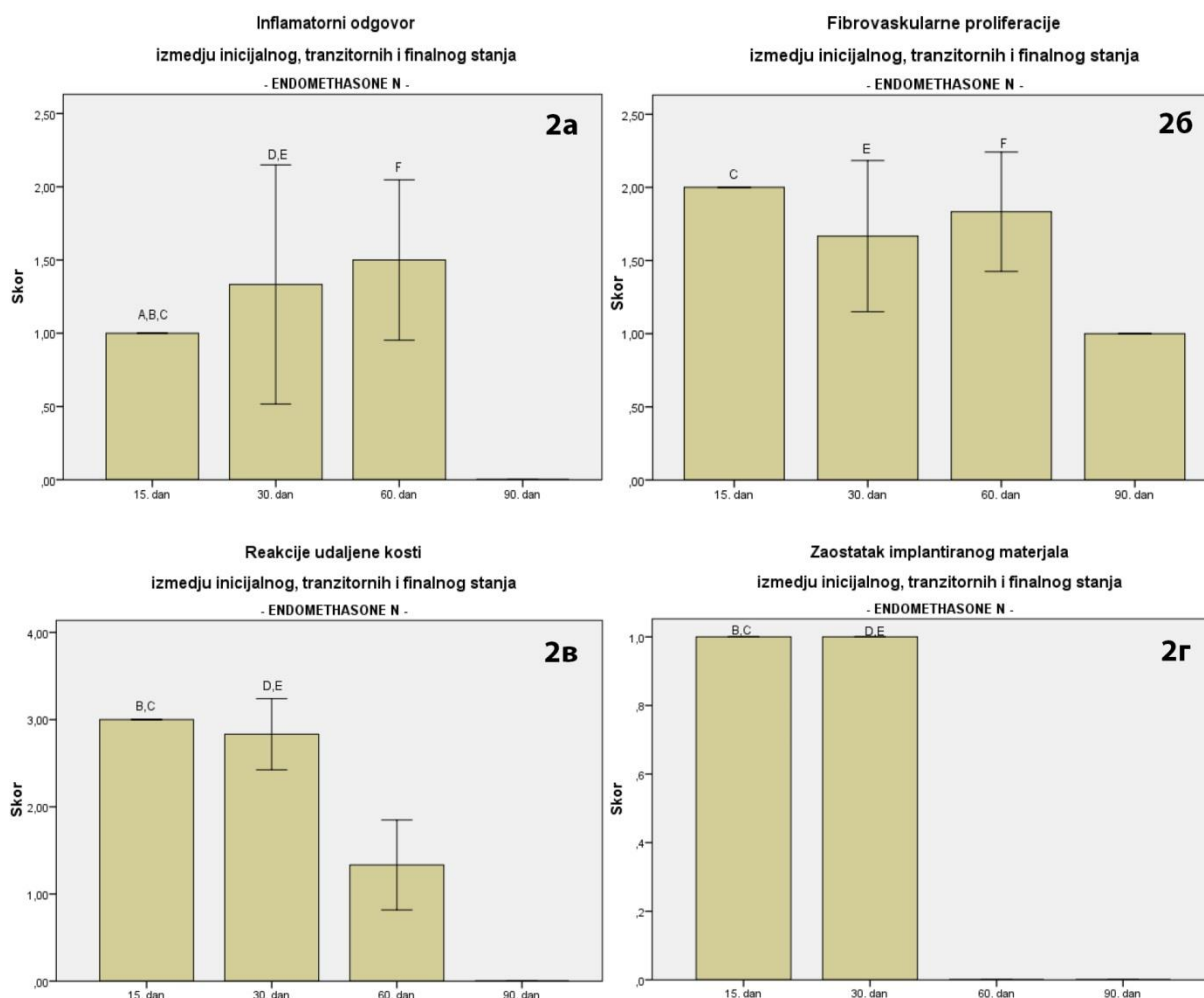 Inflamatorni odgovor
izmedju inicijalnog, tranzitornih i finalnog stanja
- ENDOMETHASONE N -
2а
2,50
2,00
1,50
1,00
,50
,00
Skor
A,B,C
D,E
F
15. dan
30. dan
60. dan
90. dan
Fibrovaskularne proliferacije
izmedju inicijalnog, tranzitornih i finalnog stanja
- ENDOMETHASONE N -
2б
2,50
2,00
1,50
1,00
,50
,00
Skor
C
E
F
15. dan
30. dan
60. dan
90. dan
Reakcije udaljene kosti
izmedju inicijalnog, tranzitornih i finalnog stanja
- ENDOMETHASONE N -
2в
4,00
3,00
2,00
1,00
,00
Skor
B,C
D,E
15. dan
30. dan
60. dan
90. dan
Zaostatak implantiranog materjala
izmedju inicijalnog, tranzitornih i finalnog stanja
- ENDOMETHASONE N -
2г
1,0
,8
,6
,4
,2
,0
Skor
B,C
D,E
15. dan
30. dan
60. dan
90. dan